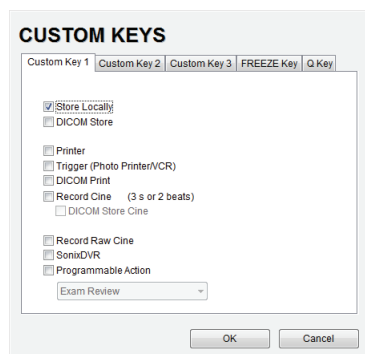 CUSTOM KEYS
Custom Key 1 Custom Key 2 Custom Key 3 FREEZE Key Q Key
Store Locally
DICOM Store
Printer
Trigger (Photo Printer/VCR)
DICOM Print
Record Cine (3 s or 2 beats)
DICOM Store Cine
Record Raw Cine
SonixDVR
Programmable Action
Exam Review
OK Cancel